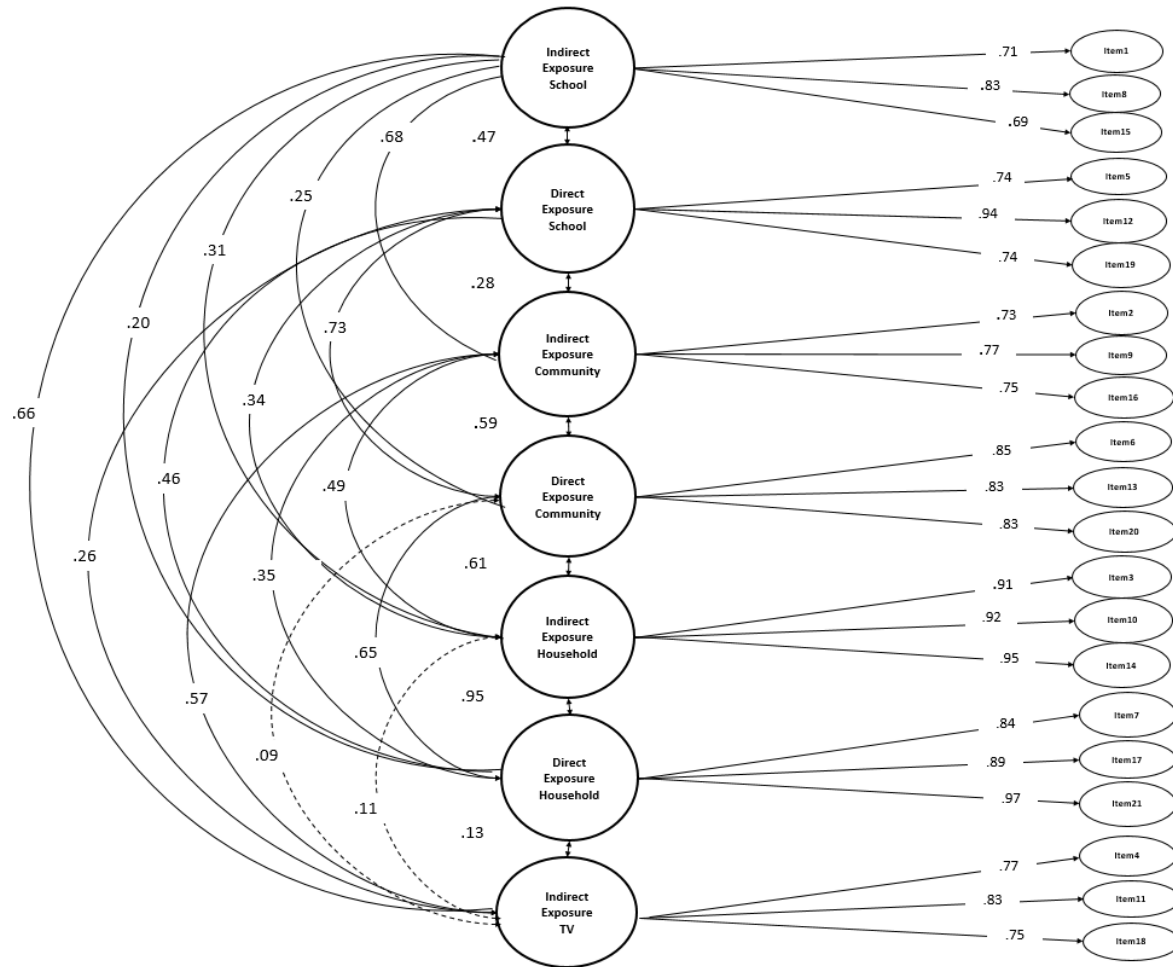 Indirect
Exposure
School
.71
Item1
.83
Item8
.69
Item15
.47
.68
.25
.31
.20
.66
Direct
Exposure
School
.74
Item5
.94
Item12
.74
Item19
.28
.73
.34
.46
.26
Indirect
Exposure
Community
.73
Item2
.77
Item9
.75
Item16
.59
.49
.35
.57
Direct
Exposure
Community
.85
Item6
.83
Item13
.83
Item20
.61
.65
.09
Indirect
Exposure
Household
.91
Item3
.92
Item10
.95
Item14
.95
.11
Direct
Exposure
Household
.84
Item7
.89
Item17
.97
Item21
.13
Indirect
Exposure
TV
.77
Item4
.83
Item11
.75
Item18